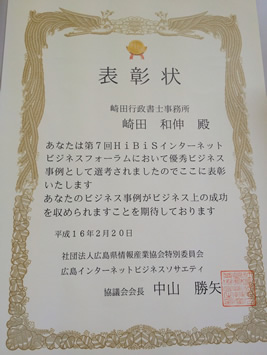 表彰状
崎田行政書士事務所
崎田 和伸 殿
あなたは第7回HiBiSインターネット
ビジネスフォーラムにおいて優秀ビジネス
事例として選考されましたのでここに表彰
いたします
あなたのビジネス事例がビジネス上の成功
を収められますことを期待しております
平成16年2月20日
社団法人広島県情報産業協会特別委員会
広島インターネットビジネスソサエティ
協議会会長 中山 勝矢